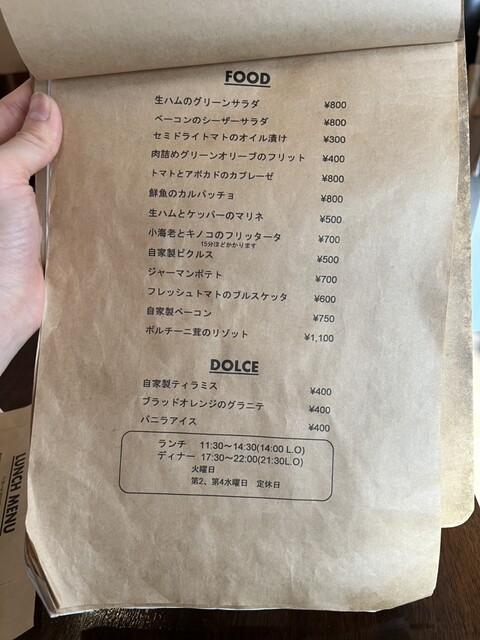 FOOD
生ハムのグリーンサラダ ¥800
ベーコンのシーザーサラダ ¥800
セミドライトマトのオイル漬け ¥300
肉詰めグリーンオリーブのフリット ¥400
トマトとアボカドのカプレーゼ ¥800
鮮魚のカルパッチョ ¥800
生ハムとケッパーのマリネ ¥500
小海老とキノコのフリッタータ ¥700
15分ほどかかります
自家製ピクルス ¥500
ジャーマンポテト ¥700
フレッシュトマトのブルスケッタ ¥600
自家製ベーコン ¥750
ポルチーニ茸のリゾット ¥1,100
DOLCE
自家製ティラミス ¥400
ブラッドオレンジのグラニテ ¥400
バニラアイス ¥400
ランチ 11:30～14:30(14:00 L.O)
ディナー 17:30～22:00(21:30L.O)
火曜日
第2、第4水曜日 定休日
LUNCH MENU